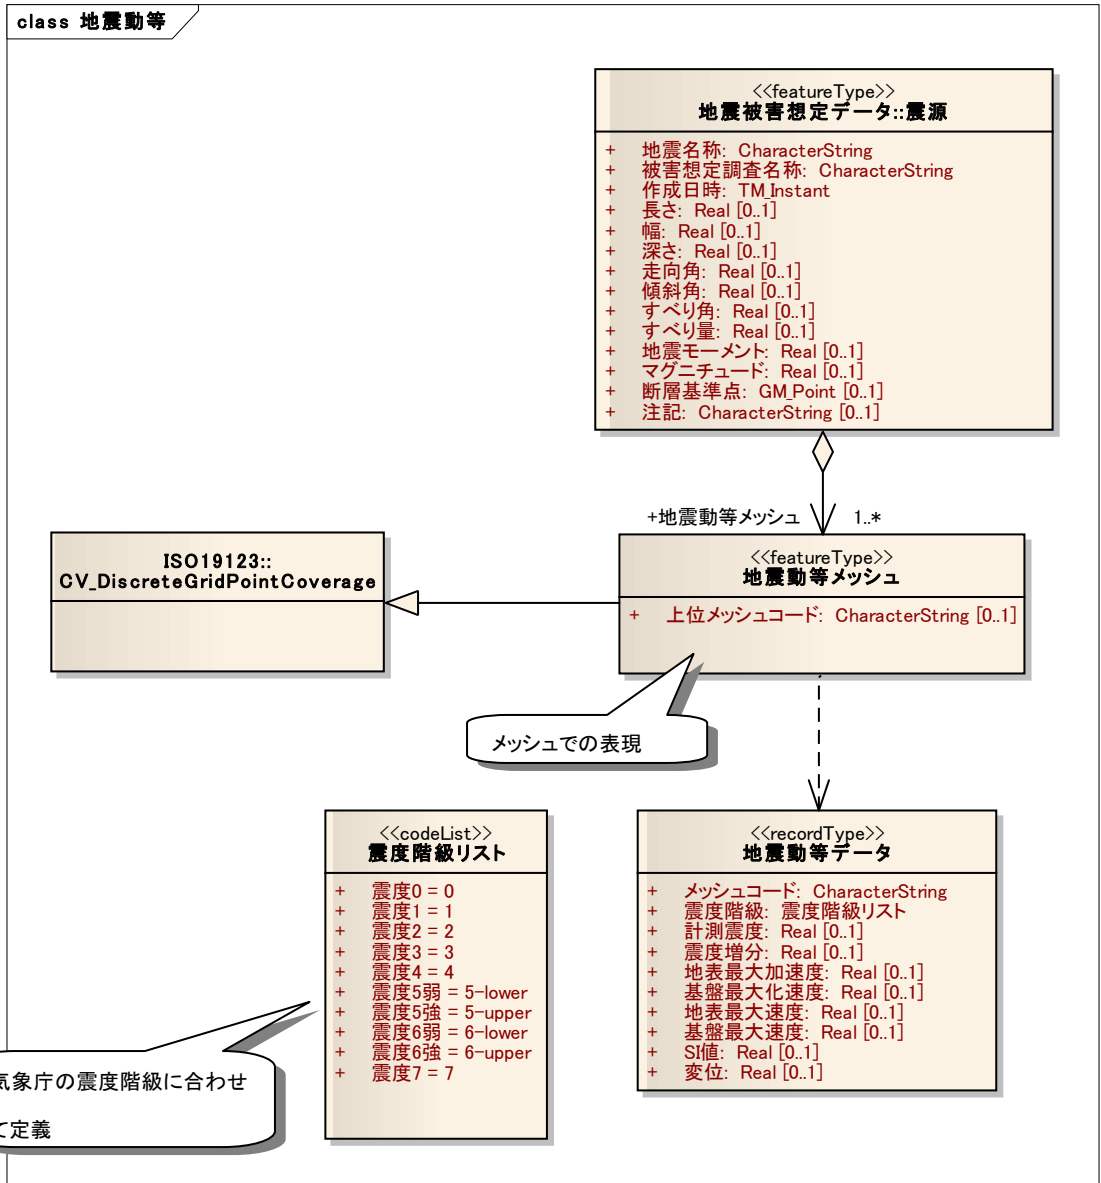 class 地震動等
<<featureType>>
地震被害想定データ::震源
+ 地震名称: CharacterString
+ 被害想定調査名称: CharacterString
+ 作成日時: TM_Instant
+ 長さ: Real [0..1]
+ 幅: Real [0..1]
+ 深さ: Real [0..1]
+ 走向角: Real [0..1]
+ 傾斜角: Real [0..1]
+ すべり角: Real [0..1]
+ すべり量: Real [0..1]
+ 地震モーメント: Real [0..1]
+ マグニチュード: Real [0..1]
+ 断層基準点: GM_Point [0..1]
+ 注記: CharacterString [0..1]
+地震動等メッシュ 1..*
ISO19123::
CV_DiscreteGridPointCoverage
<<featureType>>
地震動等メッシュ
+ 上位メッシュコード: CharacterString [0..1]
メッシュでの表現
<<codeList>>
震度階級リスト
+ 震度0 = 0
+ 震度1 = 1
+ 震度2 = 2
+ 震度3 = 3
+ 震度4 = 4
+ 震度5弱 = 5-lower
+ 震度5強 = 5-upper
+ 震度6弱 = 6-lower
+ 震度6強 = 6-upper
+ 震度7 = 7
<<recordType>>
地震動等データ
+ メッシュコード: CharacterString
+ 震度階級: 震度階級リスト
+ 計測震度: Real [0..1]
+ 震度増分: Real [0..1]
+ 地表最大加速度: Real [0..1]
+ 基盤最大化速度: Real [0..1]
+ 地表最大速度: Real [0..1]
+ 基盤最大速度: Real [0..1]
+ SI値: Real [0..1]
+ 変位: Real [0..1]
気象庁の震度階級に合わせ
て定義